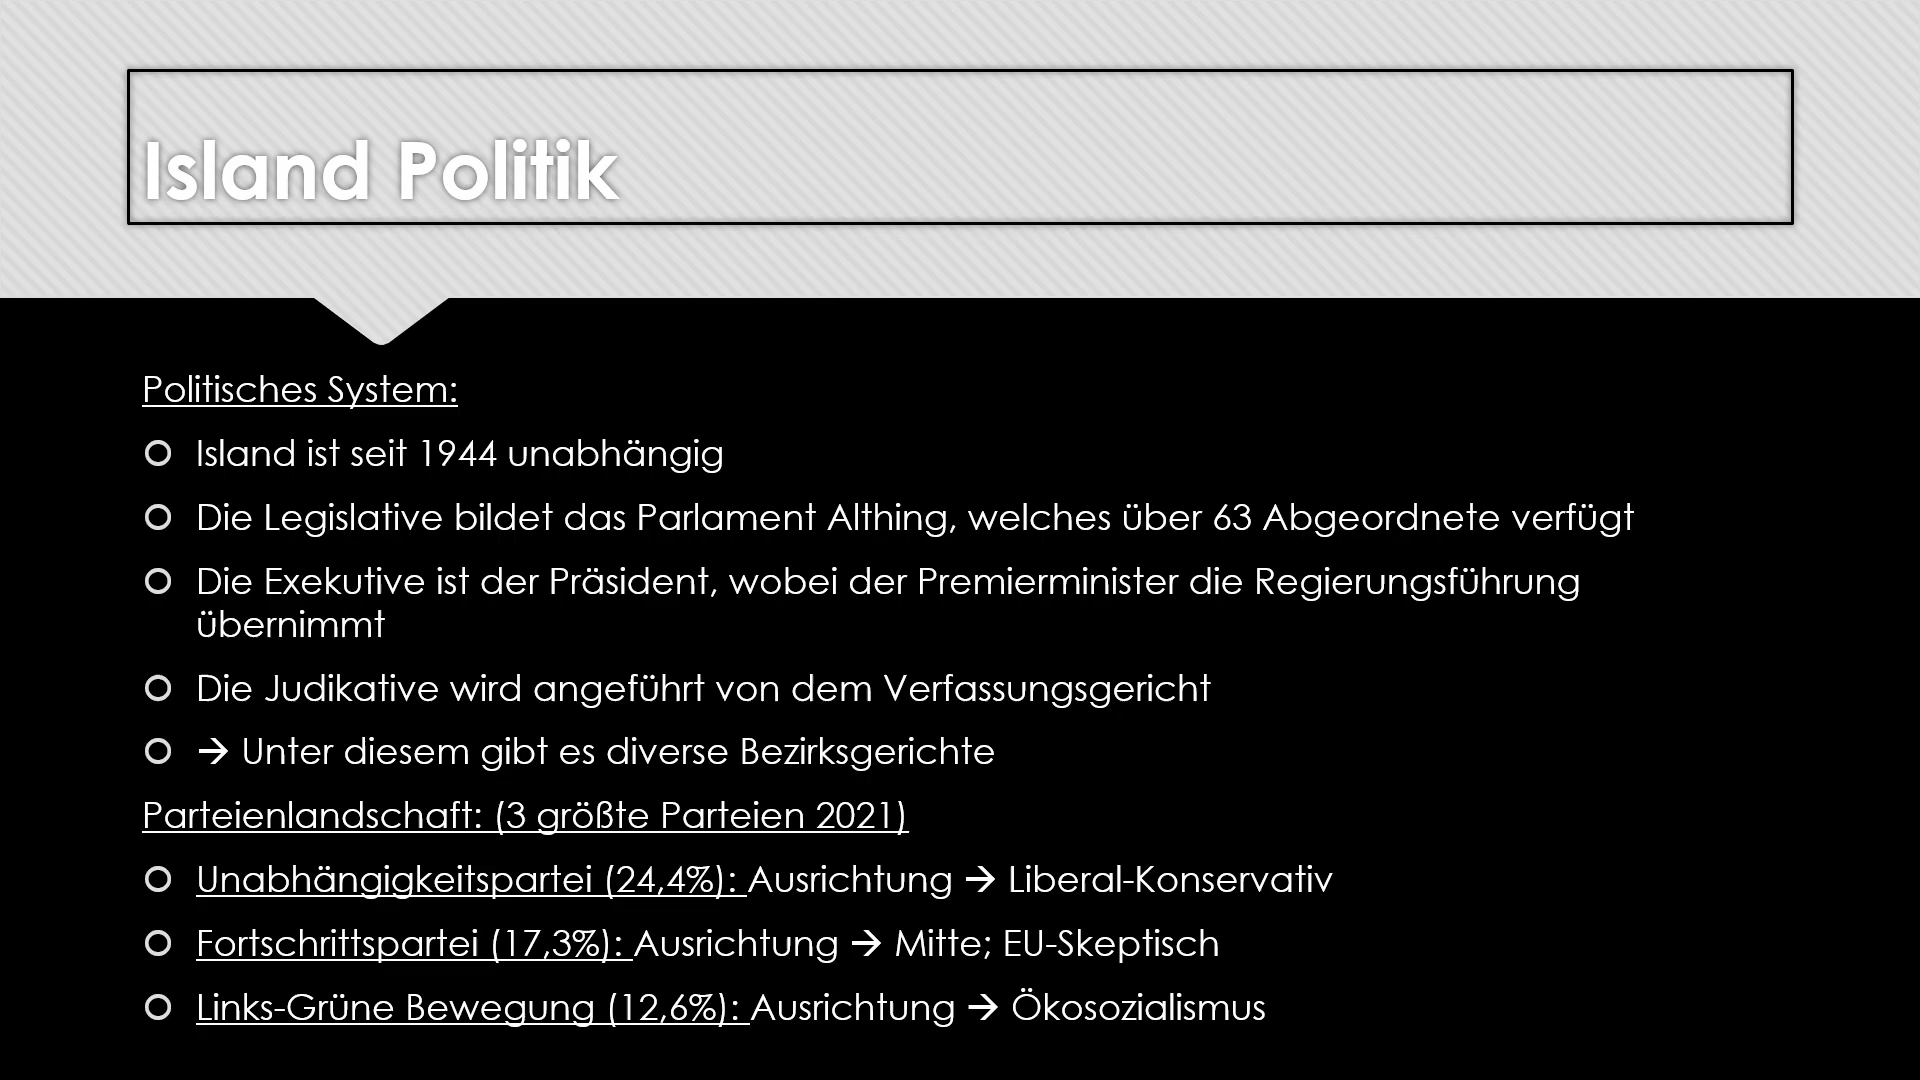 Island Politik
Politisches System:
Island ist seit 1944 unabhängig
Die Legislative bildet das Parlament Althing, welches über 63 Abgeordnete verfügt
Die Exekutive ist der Präsident, wobei der Premierminister die Regierungsführung
übernimmt
Die Judikative wird angeführt von dem Verfassungsgericht
→ Unter diesem gibt es diverse Bezirksgerichte
Parteienlandschaft: (3 größte Parteien 2021)
Unabhängigkeitspartei (24,4%): Ausrichtung → Liberal-Konservativ
Fortschrittspartei (17,3%): Ausrichtung → Mitte; EU-Skeptisch
Links-Grüne Bewegung (12,6%): Ausrichtung → Ökosozialismus